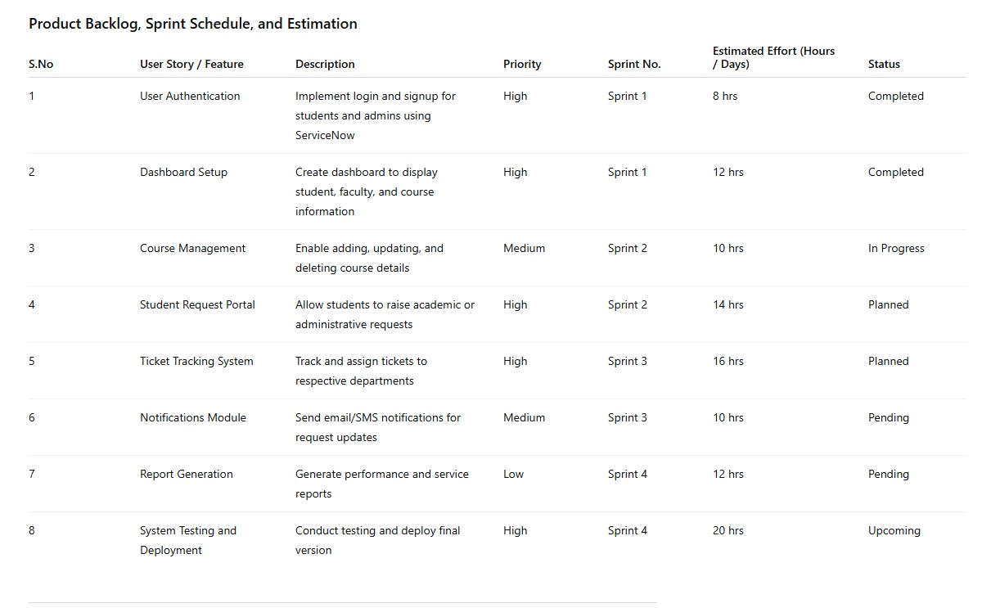 Product Backlog, Sprint Schedule, and Estimation
Estimated Effort (Hours
S.No User Story / Feature Description Priority Sprint No. / Days) Status
1 User Authentication Implement login and signup for High Sprint 1 8 hrs Completed
students and admins using
ServiceNow
2 Dashboard Setup Create dashboard to display High Sprint 1 12 hrs Completed
student, faculty, and course
information
3 Course Management Enable adding, updating, and Medium Sprint 2 10 hrs In Progress
deleting course details
4 Student Request Portal Allow students to raise academic or High Sprint 2 14 hrs Planned
administrative requests
5 Ticket Tracking System Track and assign tickets to High Sprint 3 16 hrs Planned
respective departments
6 Notifications Module Send email/SMS notifications for Medium Sprint 3 10 hrs Pending
request updates
7 Report Generation Generate performance and service Low Sprint 4 12 hrs Pending
reports
8 System Testing and Conduct testing and deploy final High Sprint 4 20 hrs Upcoming
Deployment version